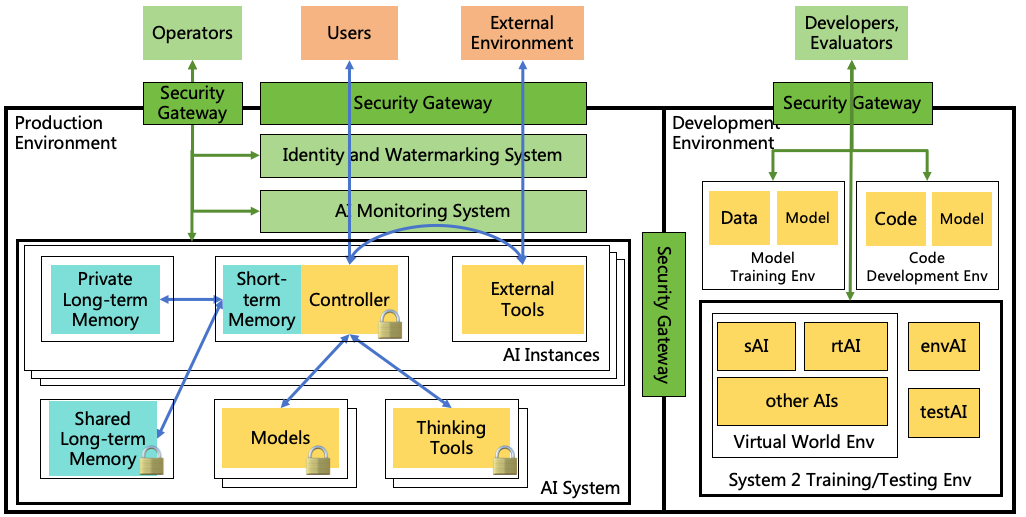 Operators
Users
External
Environment
Developers,
Evaluators
Security
Gateway
Security Gateway
Security Gateway
Production
Environment
Development
Environment
Identity and Watermarking System
AI Monitoring System
Data
Model
Model
Training Env
Code
Model
Code
Development Env
Security Gateway
Private
Long-term
Memory
Short-
term
Memory
Controller
External
Tools
AI Instances
Shared
Long-term
Memory
Models
Thinking
Tools
AI System
sAI
rtAI
other AIs
Virtual World Env
envAI
testAI
System 2 Training/Testing Env